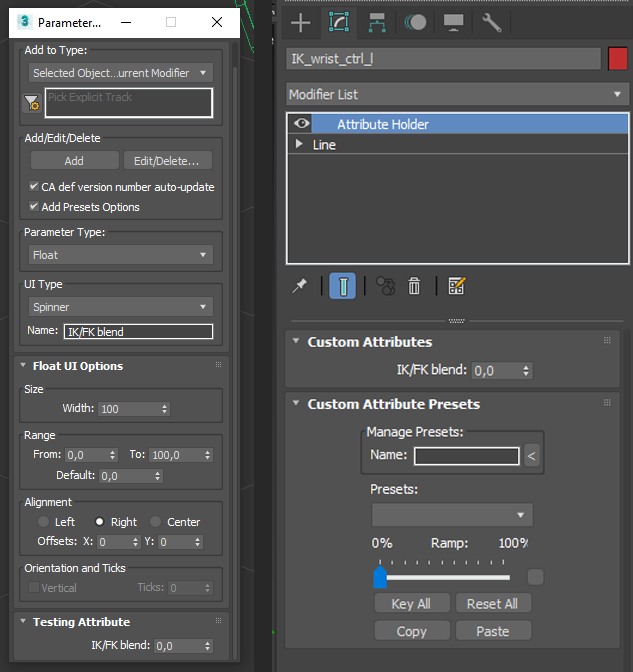 3 Parameter...
Add to Type:
Selected Object...urrent Modifier
Pick Explicit Track
Add/Edit/Delete
Add Edit/Delete...
CA def version number auto-update
Add Presets Options
Parameter Type:
Float
UI Type
Spinner
Name: IK/FK blend
Float UI Options
Size
Width: 100
Range
From: 0,0 To: 100,0
Default: 0,0
Alignment
Left Right Center
Offsets: X: 0 Y: 0
Orientation and Ticks
Vertical Ticks: 0
Testing Attribute
IK/FK blend: 0,0
IK_wrist_ctrl_l
Modifier List
Attribute Holder
Line
Custom Attributes
IK/FK blend: 0,0
Custom Attribute Presets
Manage Presets:
Name: <
Presets:
0% Ramp: 100%
Key All Reset All
Copy Paste